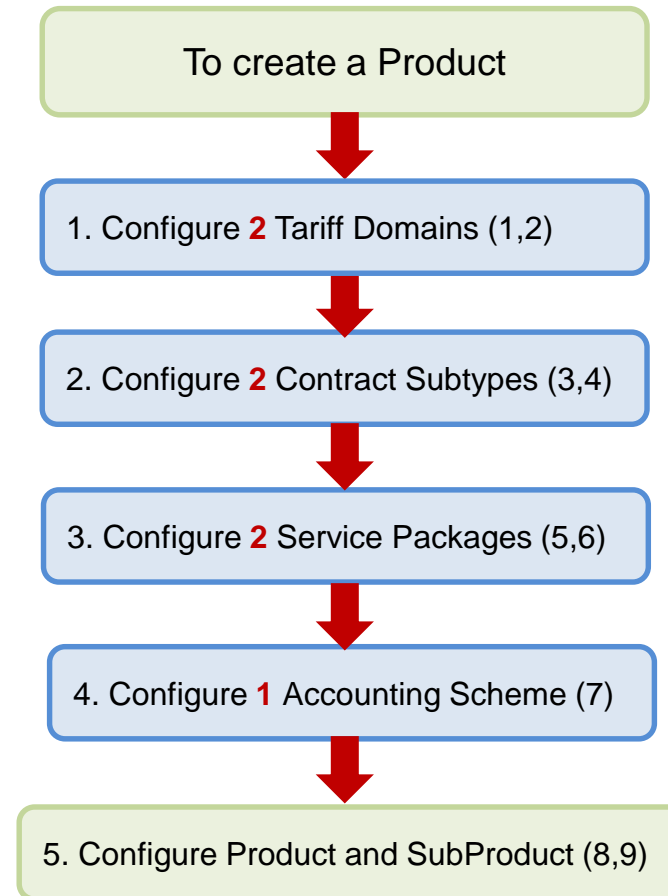 To create a Product
1. Configure 2 Tariff Domains (1,2)
2. Configure 2 Contract Subtypes (3,4)
3. Configure 2 Service Packages (5,6)
4. Configure 1 Accounting Scheme (7)
5. Configure Product and SubProduct (8,9)